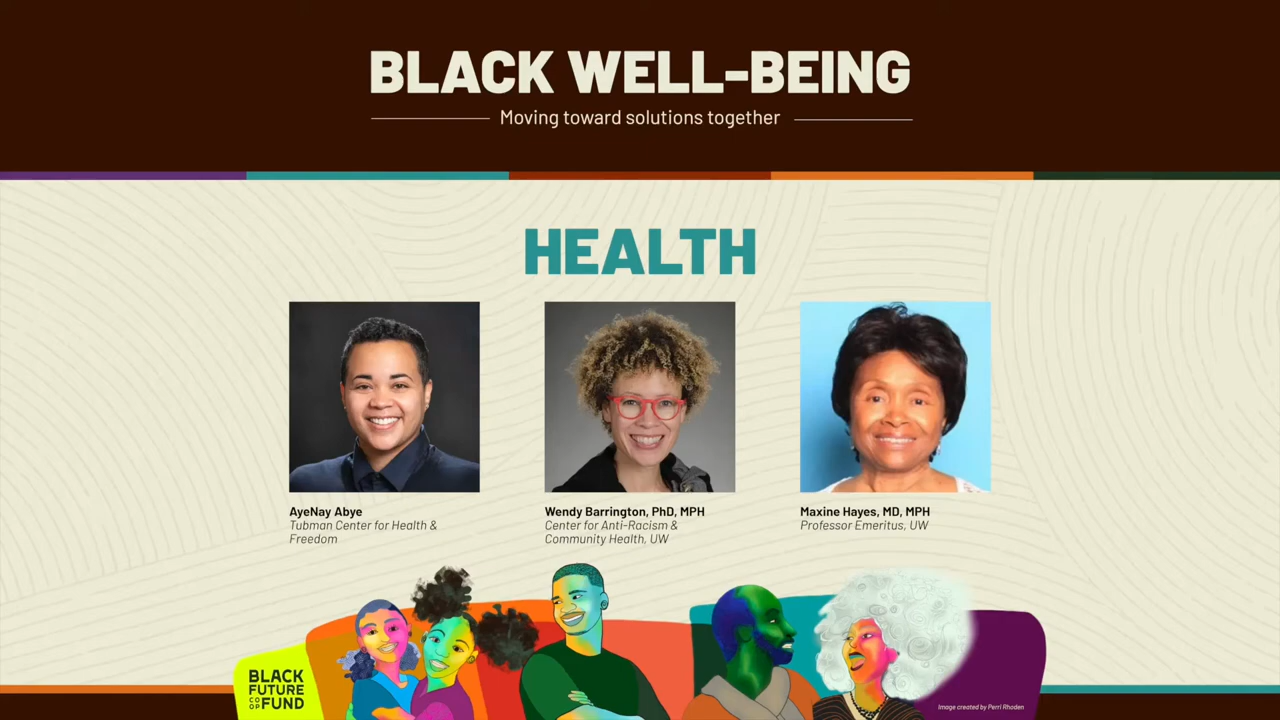 BLACK WELL-BEING
Moving toward solutions together
HEALTH
AyeNay Abye
Tubman Center for Health &
Freedom
Wendy Barrington, PhD, MPH
Center for Anti-Racism &
Community Health, UW
Maxine Hayes, MD, MPH
Professor Emeritus, UW
BLACK
FUTURE
CO
OP FUND
Image created by Perri Rhoden